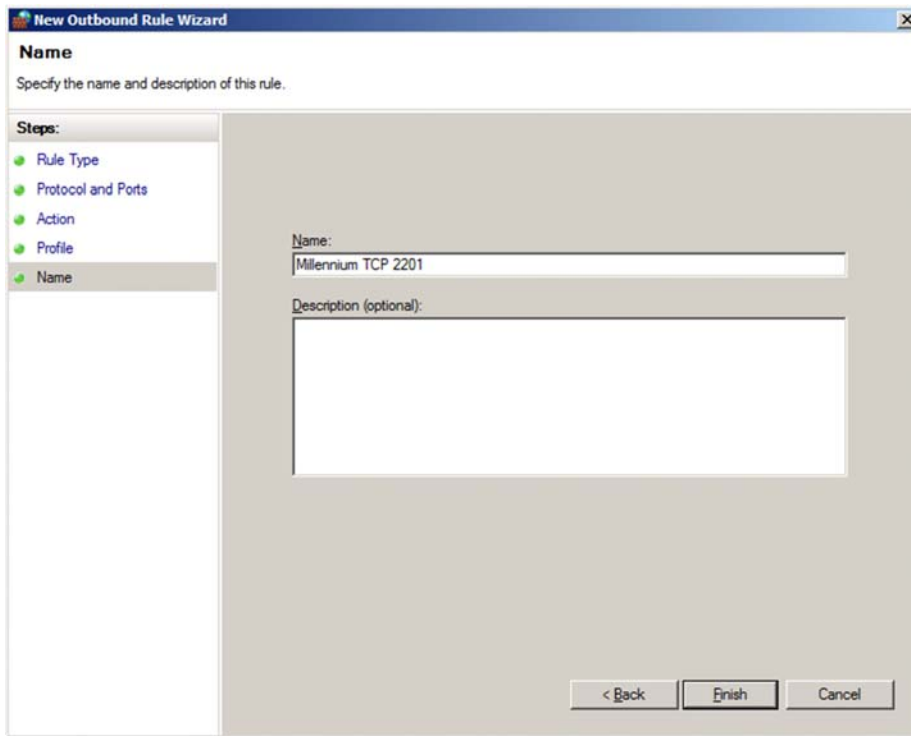 New Outbound Rule Wizard
Name
Specify the name and description of this rule.
Steps:
Rule Type
Protocol and Ports
Action
Profile
Name
Name:
Millennium TCP 2201
Description (optional):
< Back
Finish
Cancel